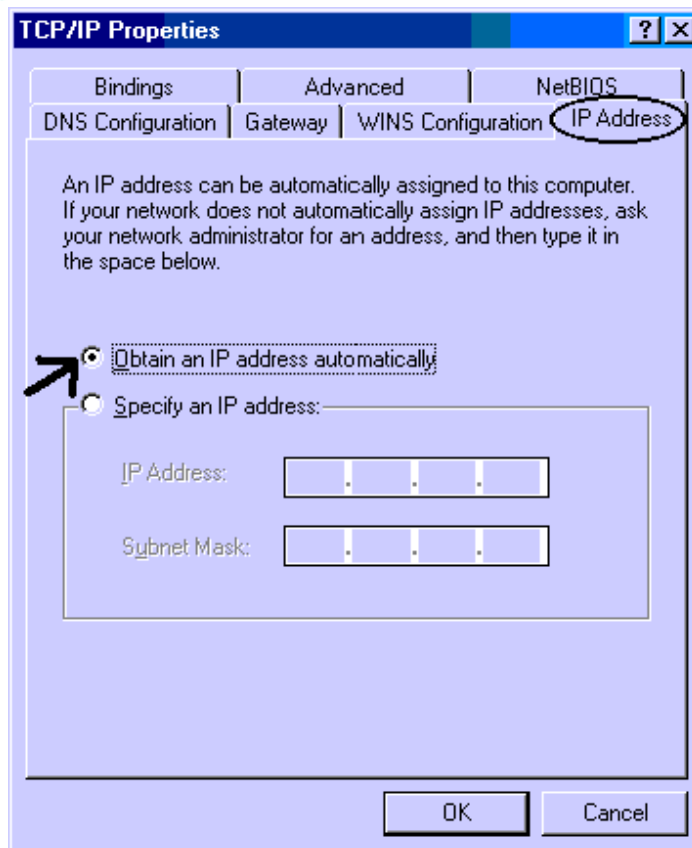 TCP/IP Properties
?
X
Bindings
Advanced
NetBIOS
DNS Configuration
Gateway
WINS Configuration
IP Address
An IP address can be automatically assigned to this computer.
If your network does not automatically assign IP addresses, ask
your network administrator for an address, and then type it in
the space below.
Obtain an IP address automatically
Specify an IP address:
IP Address:
. . .
Subnet Mask:
. . .
OK
Cancel